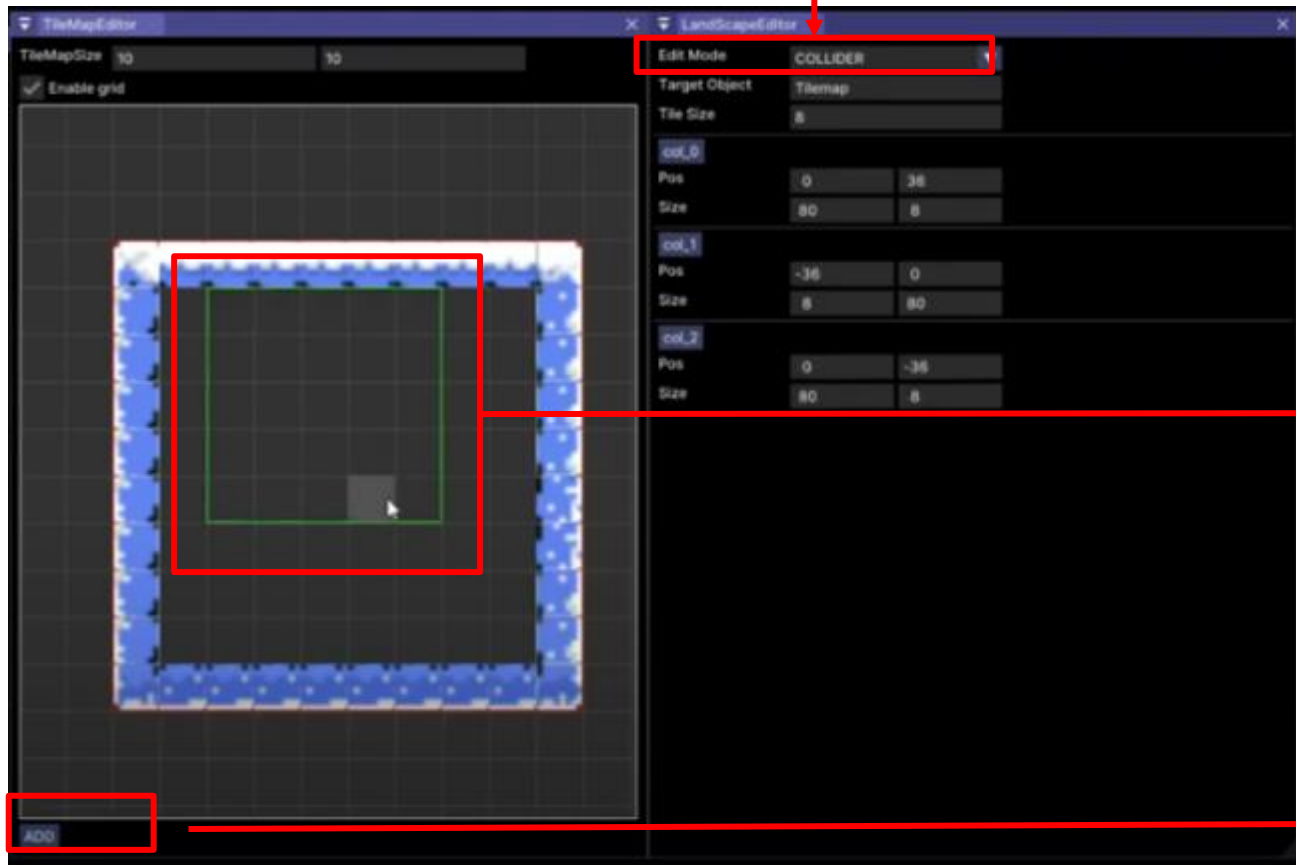 TileMapEditor
TileMapSize 10 10
Enable grid
ADD
LandScapeEditor
Edit Mode COLLIDER
Target Object Tilemap
Tile Size 8
col_0
Pos 0 36
Size 80 8
col_1
Pos -36 0
Size 8 80
col_2
Pos 0 -36
Size 80 8